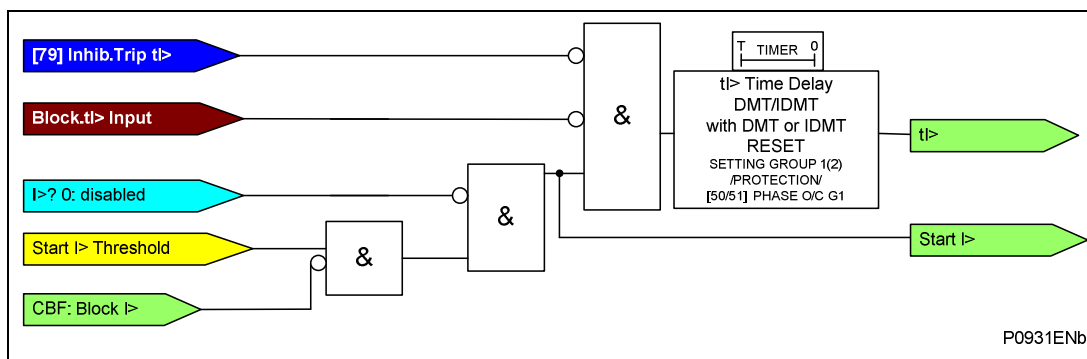 [79] Inhib.Trip tI>
Block.tI> Input
I>? 0: disabled
Start I> Threshold
CBF: Block I>
&
&
&
T TIMER 0
tI> Time Delay
DMT/IDMT
with DMT or IDMT
RESET
SETTING GROUP 1(2)
/PROTECTION/
[50/51] PHASE O/C G1
tI>
Start I>
P0931ENb